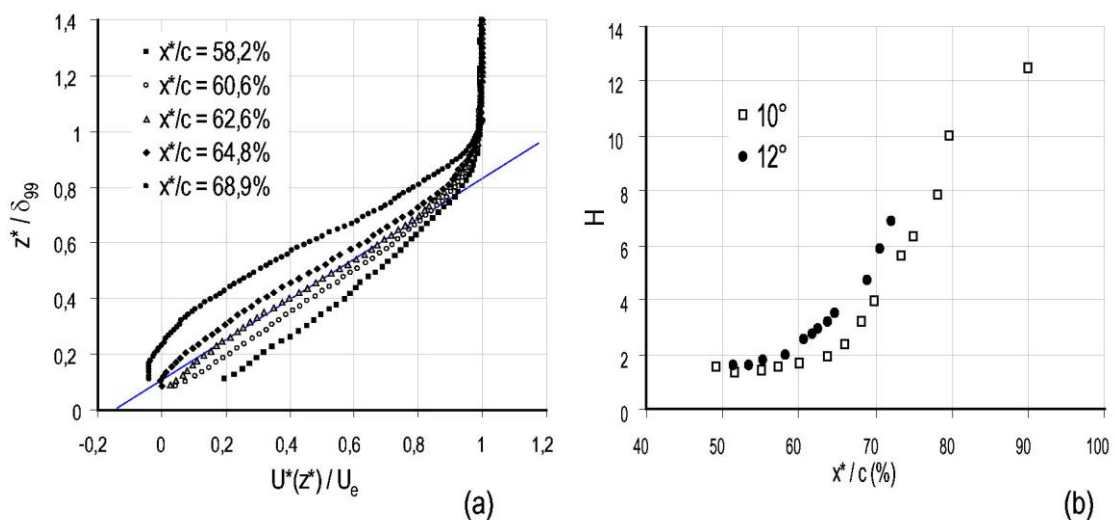 1,4
1,2
1
0,8
0,6
0,4
0,2
0
z* / δ99
x*/c = 58,2%
x*/c = 60,6%
x*/c = 62,6%
x*/c = 64,8%
x*/c = 68,9%
-0,2 0 0,2 0,4 0,6 0,8 1 1,2
U*(z*) / Ue
(a)
14
12
10
8
6
4
2
0
H
10°
12°
40 50 60 70 80 90 100
x*/c (%)
(b)